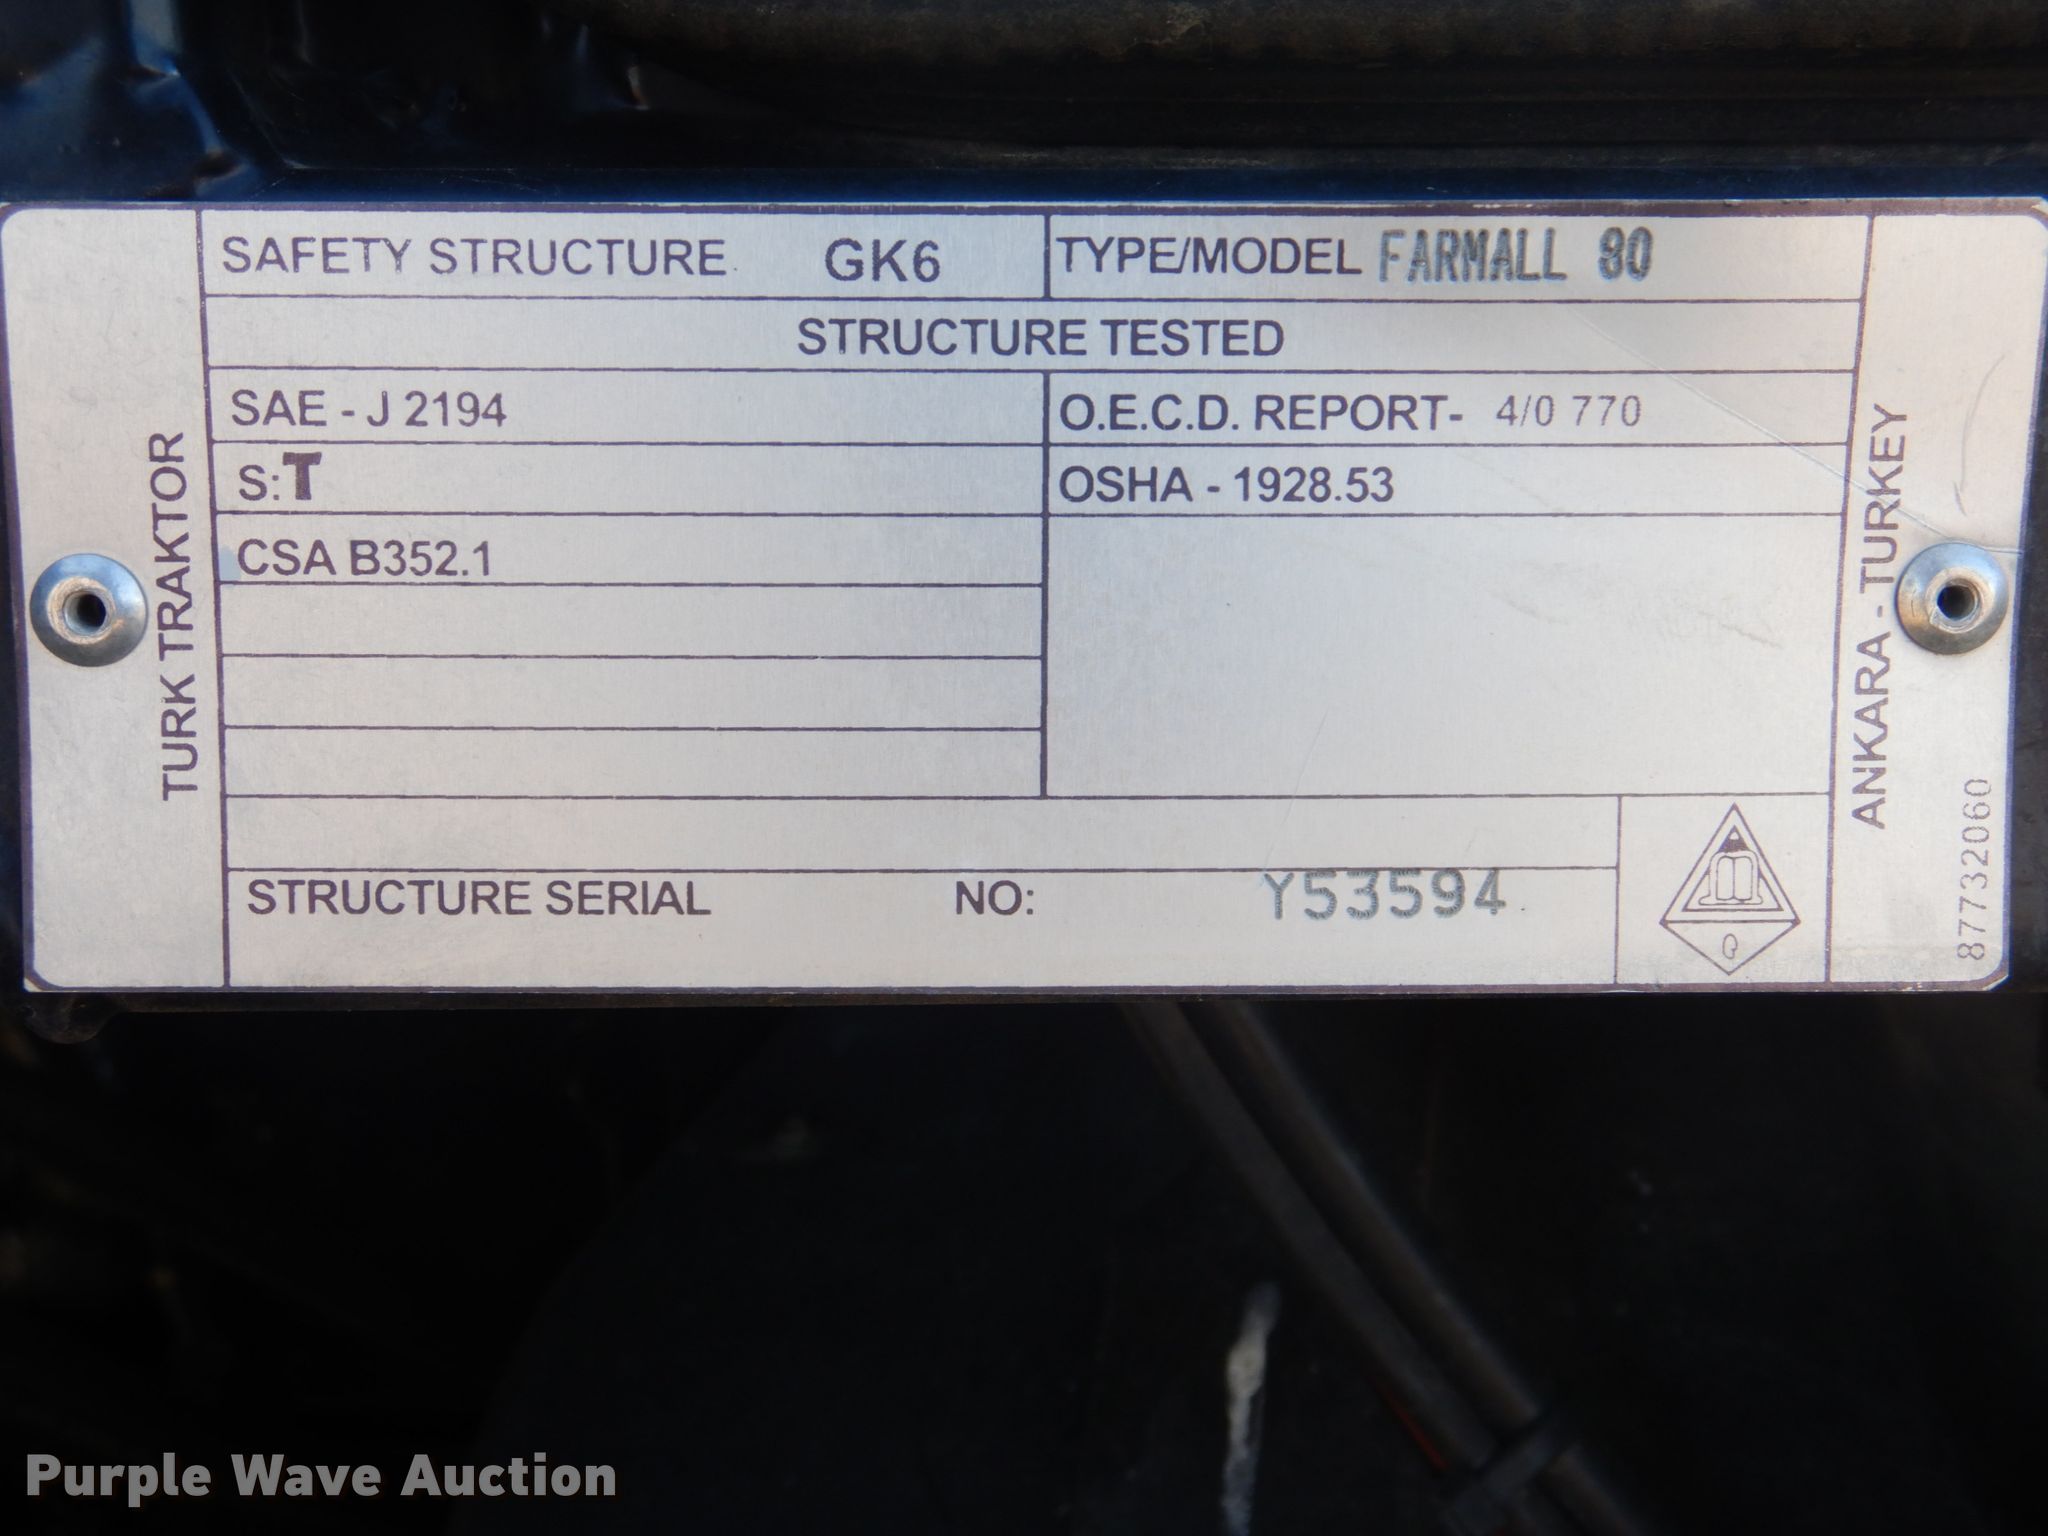 SAFETY STRUCTURE GK6 TYPE/MODEL FARMALL 80
STRUCTURE TESTED
SAE - J 2194 O.E.C.D. REPORT- 4/0 770
S:T OSHA - 1928.53
CSA B352.1
STRUCTURE SERIAL NO: Y53594
TURK TRAKTOR
ANKARA - TURKEY
87732060
Purple Wave Auction